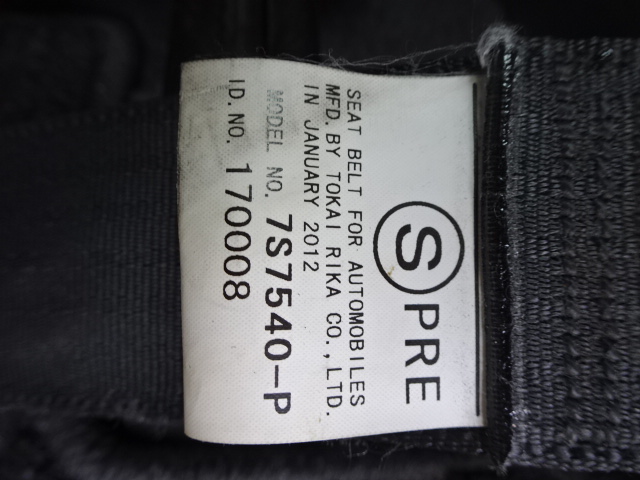 Ⓢ PRE
SEAT BELT FOR AUTOMOBILES
MFD. BY TOKAI RIKA CO., LTD.
IN JANUARY 2012
MODEL NO. 7S7540-P
I.D. NO. 170008